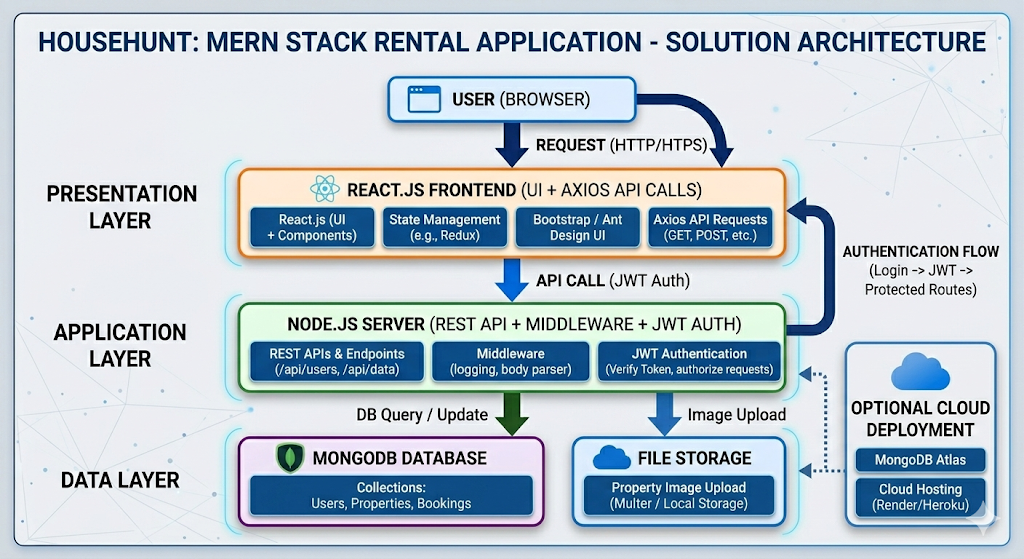 HOUSEHUNT: MERN STACK RENTAL APPLICATION - SOLUTION ARCHITECTURE
USER (BROWSER)
REQUEST (HTTP/HTPS)
PRESENTATION
LAYER
REACT.JS FRONTEND (UI + AXIOS API CALLS)
React.js (UI
+ Components)
State Management
(e.g., Redux)
Bootstrap / Ant
Design UI
Axios API Requests
(GET, POST, etc.)
AUTHENTICATION FLOW
(Login -> JWT ->
Protected Routes)
API CALL (JWT Auth)
APPLICATION
LAYER
NODE.JS SERVER (REST API + MIDDLEWARE + JWT AUTH)
REST APIs & Endpoints
(/api/users, /api/data)
Middleware
(logging, body parser)
JWT Authentication
(Verify Token, authorize requests)
DB Query / Update
Image Upload
DATA LAYER
MONGODB DATABASE
Collections:
Users, Properties, Bookings
FILE STORAGE
Property Image Upload
(Multer / Local Storage)
OPTIONAL CLOUD
DEPLOYMENT
MongoDB Atlas
Cloud Hosting
(Render/Heroku)